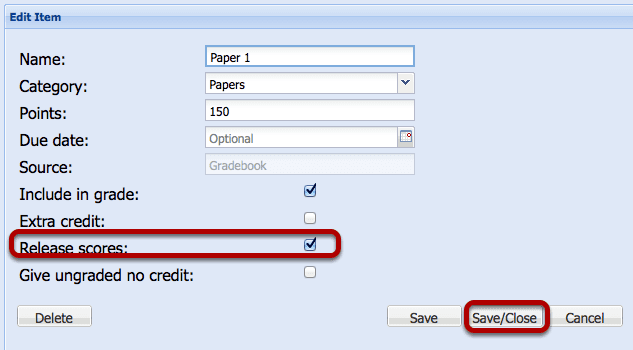 Edit Item
Name: Paper 1
Category: Papers
Points: 150
Due date: Optional
Source: Gradebook
Include in grade:
Extra credit:
Release scores:
Give ungraded no credit:
Delete Save Save/Close Cancel